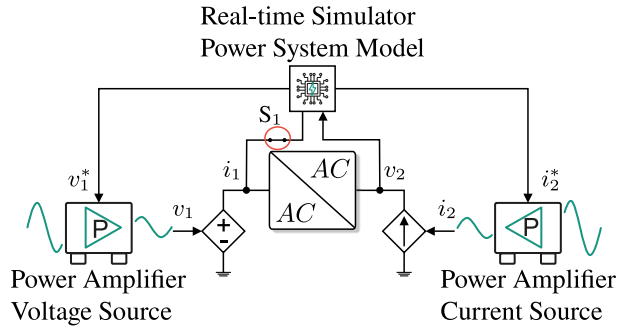 Real-time Simulator
Power System Model
S₁
i₁
AC
v₂
AC
v₁*
v₁
i₂
i₂*
P
P
+
-
Power Amplifier
Voltage Source
Power Amplifier
Current Source